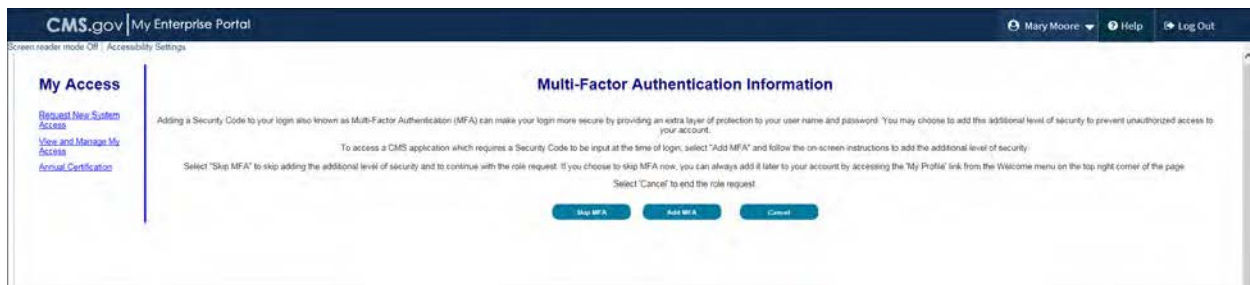 CMS.gov My Enterprise Portal
Mary Moore Help Log Out
Screen reader mode Off Accessibility Settings
My Access
Request New System
Access
View and Manage My
Access
Annual Certification
Multi-Factor Authentication Information
Adding a Security Code to your login also known as Multi-Factor Authentication (MFA) can make your login more secure by providing an extra layer of protection to your user name and password. You may choose to add this additional level of security to prevent unauthorized access to
your account.
To access a CMS application which requires a Security Code to be input at the time of login, select "Add MFA" and follow the on-screen instructions to add the additional level of security
Select "Skip MFA" to skip adding the additional level of security and to continue with the role request. If you choose to skip MFA now, you can always add it later to your account by accessing the 'My Profile' link from the Welcome menu on the top right corner of the page
Select 'Cancel' to end the role request
Skip MFA Add MFA Cancel